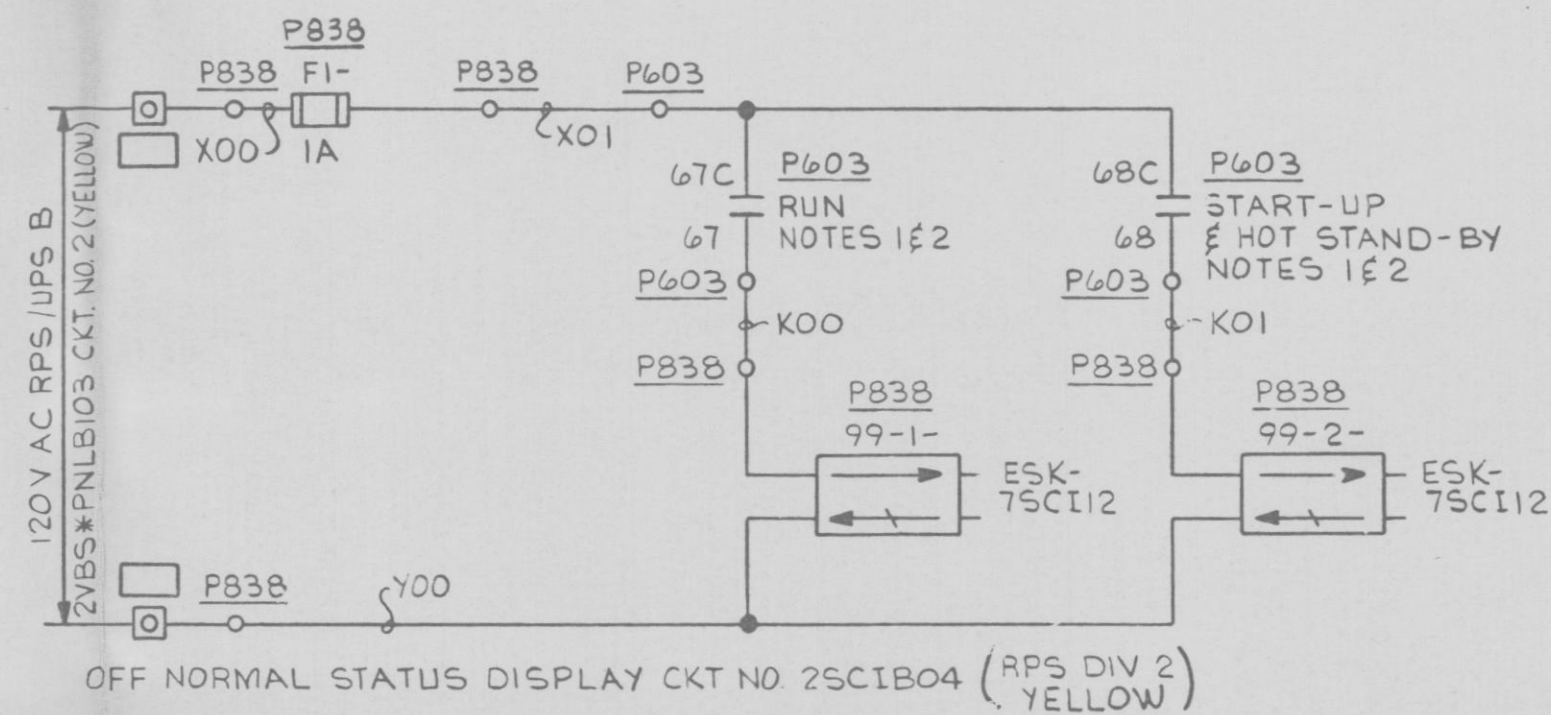 P838
P838 F1-
P838
P603
X00
1A
X01
67C
P603
RUN
67
NOTES 1&2
68C
P603
START-UP
68
& HOT STAND-BY
NOTES 1&2
P603
P603
K00
K01
P838
P838
P838
99-1-
P838
99-2-
ESK-
7SCI12
ESK-
7SCI12
120V AC RPS/UPS B
2VBS*PNLB103 CKT. NO. 2 (YELLOW)
P838
Y00
OFF NORMAL STATUS DISPLAY CKT NO. 2SCIB04 (RPS DIV 2
YELLOW)